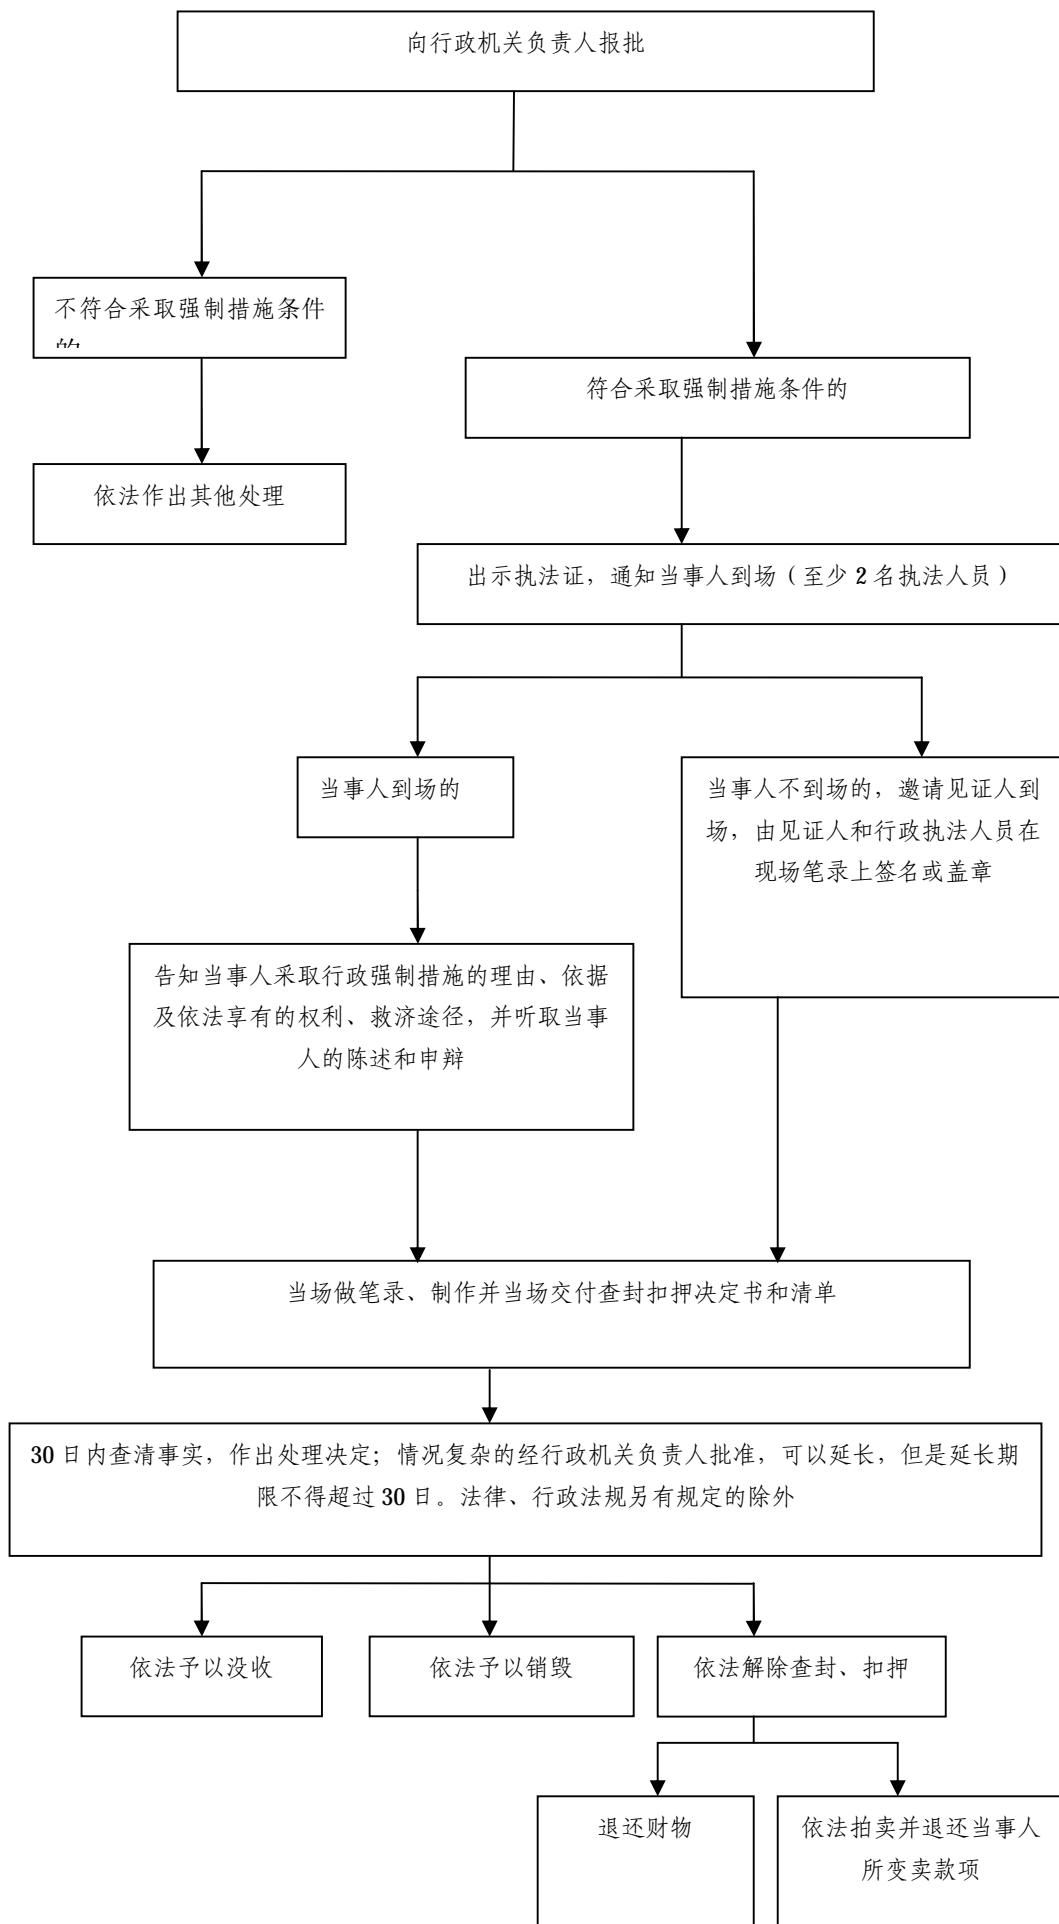 向行政机关负责人报批
不符合采取强制措施条件
的
符合采取强制措施条件的
依法作出其他处理
出示执法证，通知当事人到场（至少 2 名执法人员）
当事人到场的
当事人不到场的，邀请见证人到
场，由见证人和行政执法人员在
现场笔录上签名或盖章
告知当事人采取行政强制措施的理由、依据
及依法享有的权利、救济途径，并听取当事
人的陈述和申辩
当场做笔录、制作并当场交付查封扣押决定书和清单
30 日内查清事实，作出处理决定；情况复杂的经行政机关负责人批准，可以延长，但是延长期
限不得超过 30 日。法律、行政法规另有规定的除外
依法予以没收
依法予以销毁
依法解除查封、扣押
退还财物
依法拍卖并退还当事人
所变卖款项